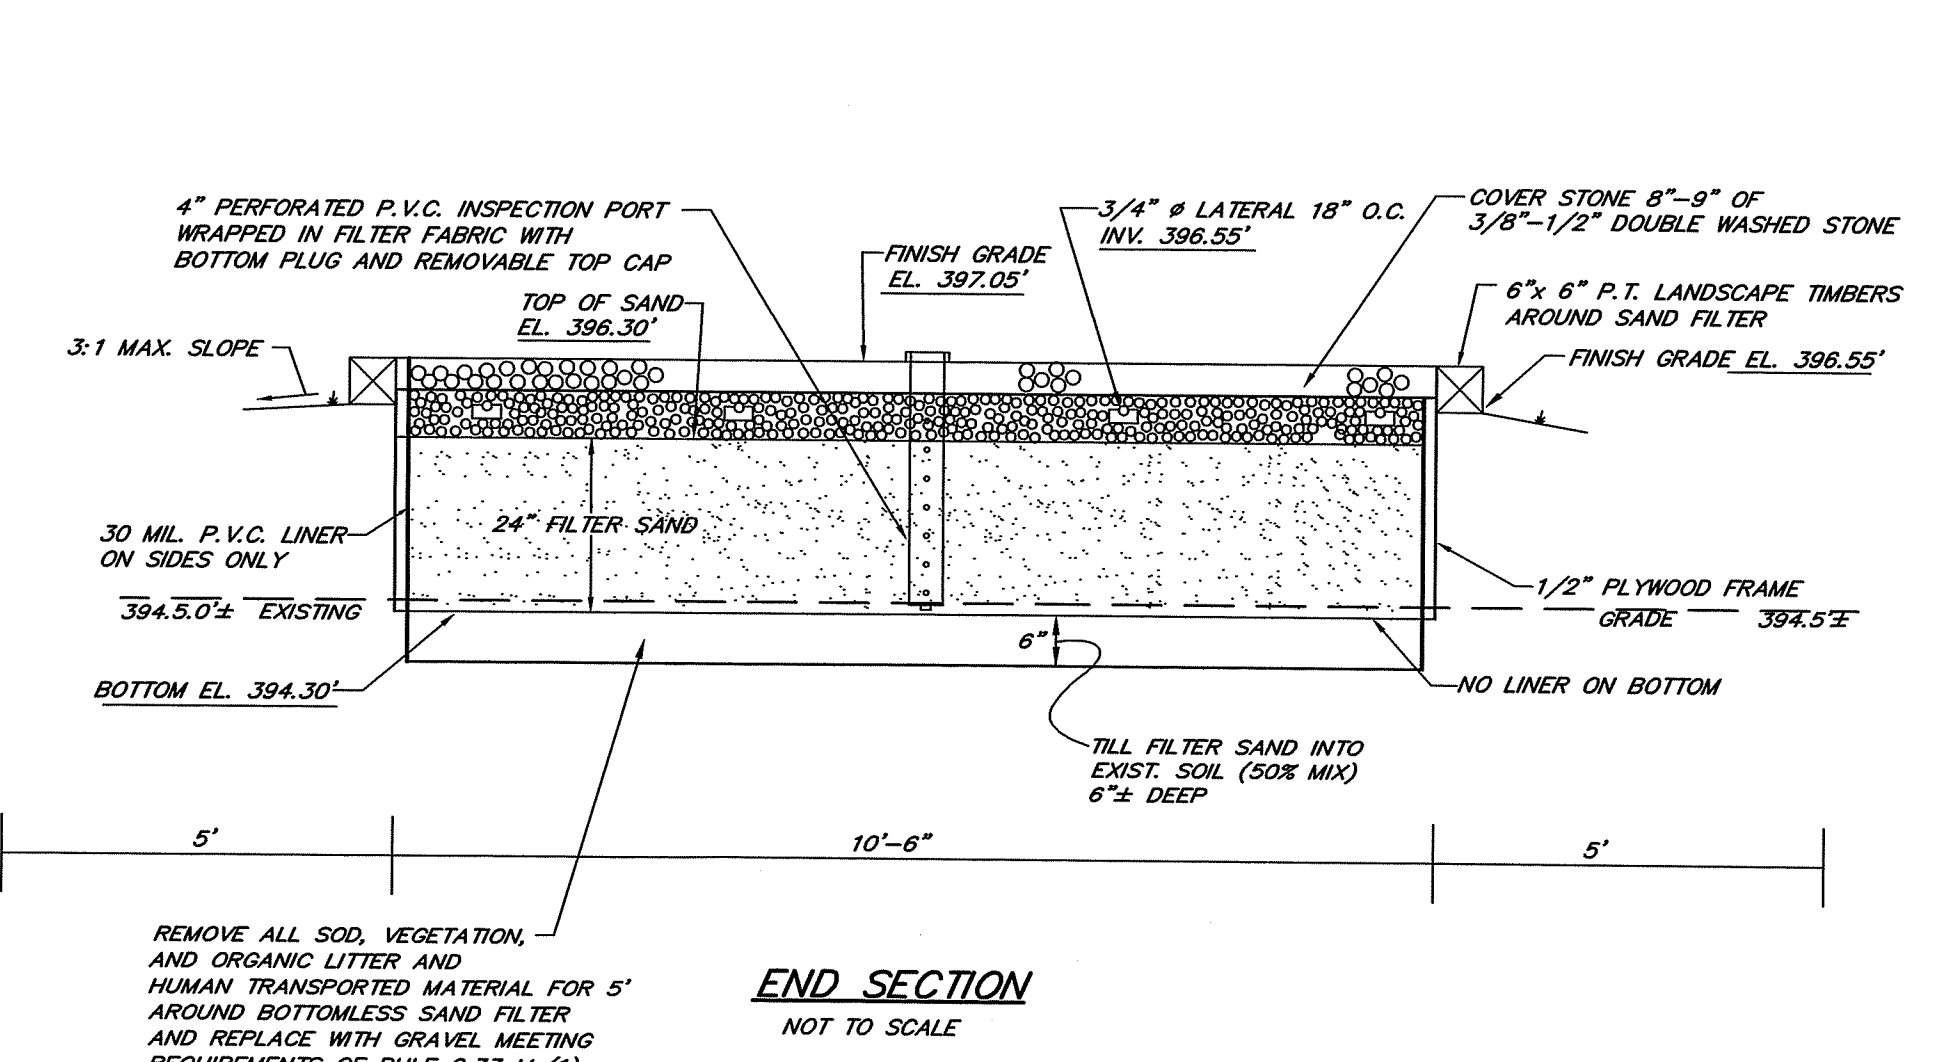 4" PERFORATED P.V.C. INSPECTION PORT
WRAPPED IN FILTER FABRIC WITH
BOTTOM PLUG AND REMOVABLE TOP CAP
TOP OF SAND
EL. 396.30'
FINISH GRADE
EL. 397.05'
3/4" ø LATERAL 18" O.C.
INV. 396.55'
COVER STONE 8"-9" OF
3/8"-1/2" DOUBLE WASHED STONE
6"x 6" P.T. LANDSCAPE TIMBERS
AROUND SAND FILTER
FINISH GRADE EL. 396.55'
3:1 MAX. SLOPE
24" FILTER SAND
30 MIL. P.V.C. LINER
ON SIDES ONLY
394.5.0'± EXISTING
1/2" PLYWOOD FRAME
GRADE 394.5'±
6"
BOTTOM EL. 394.30'
NO LINER ON BOTTOM
TILL FILTER SAND INTO
EXIST. SOIL (50% MIX)
6"± DEEP
5'
10'-6"
5'
REMOVE ALL SOD, VEGETATION,
AND ORGANIC LITTER AND
HUMAN TRANSPORTED MATERIAL FOR 5'
AROUND BOTTOMLESS SAND FILTER
AND REPLACE WITH GRAVEL MEETING
REQUIREMENTS OF RULE
END SECTION
NOT TO SCALE